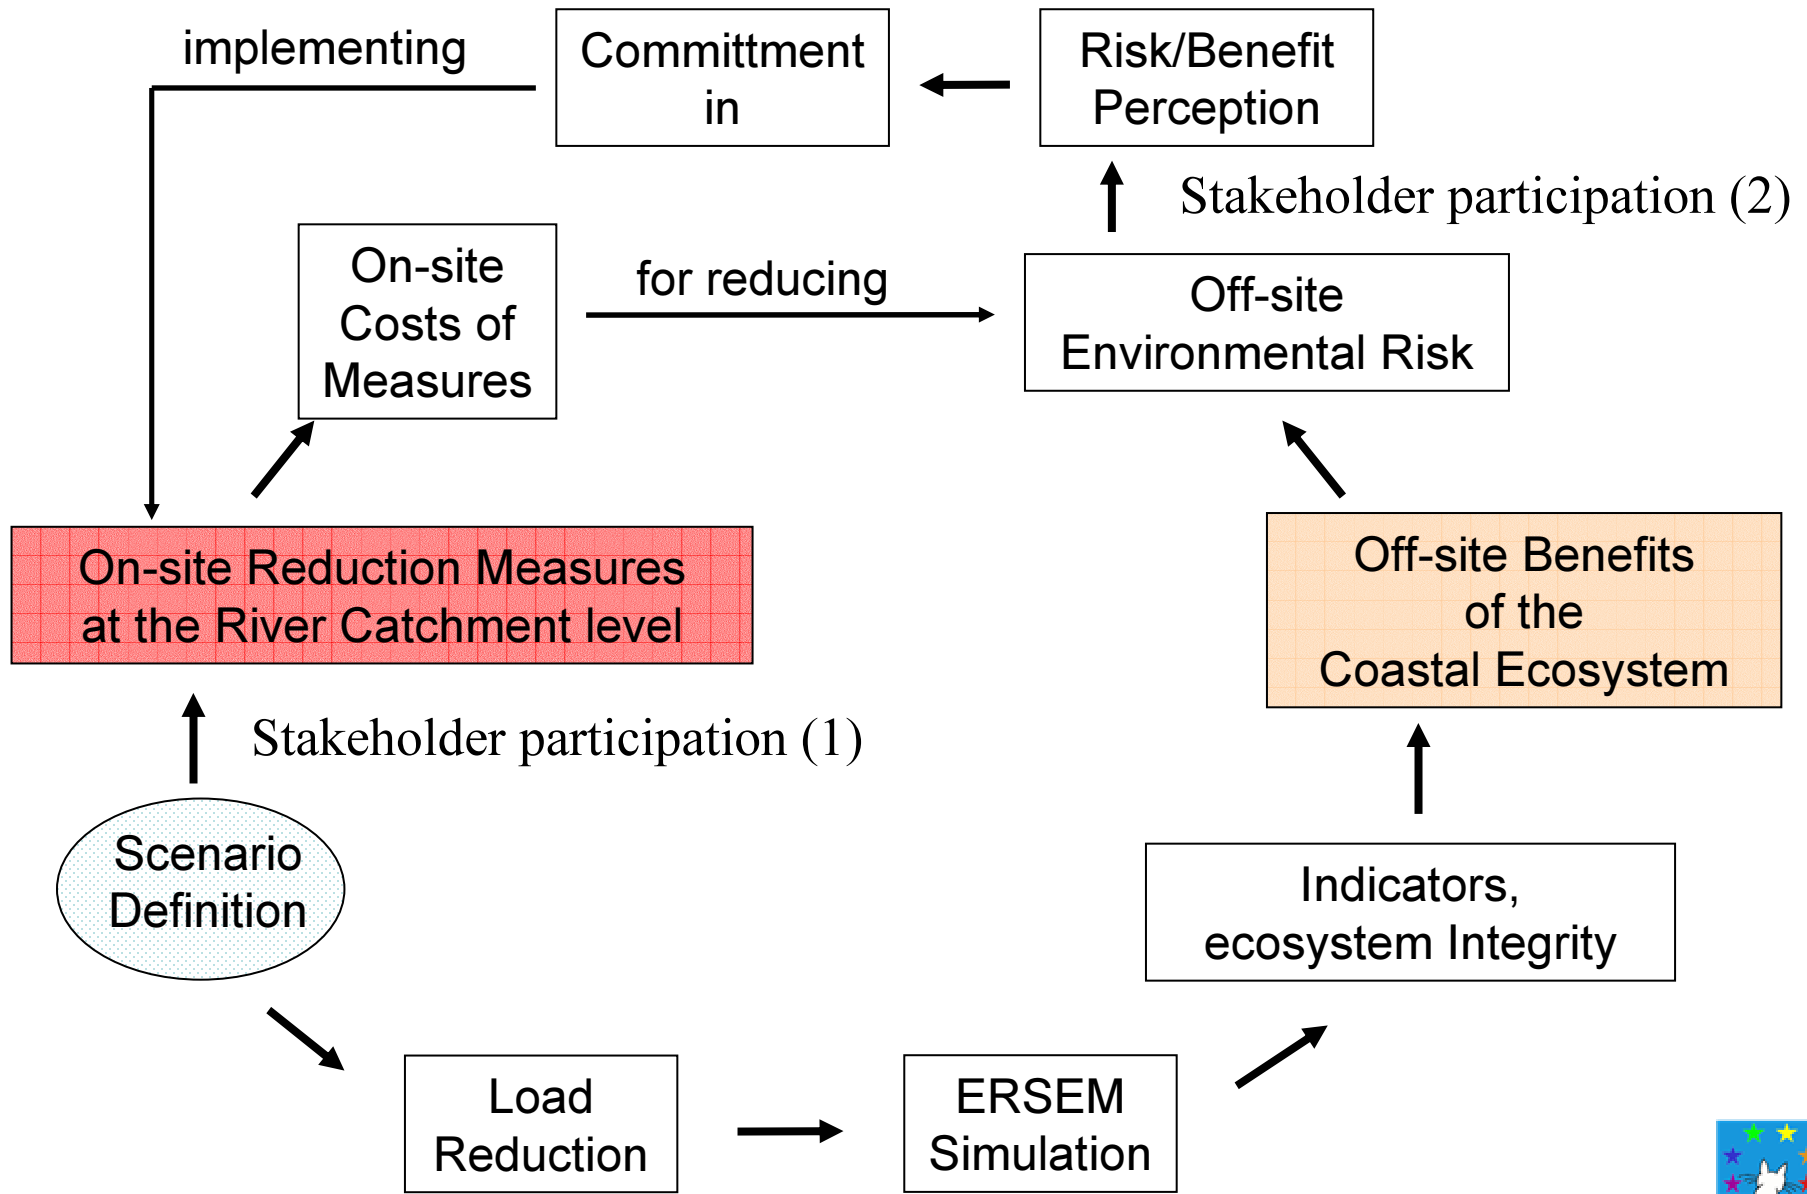 implementing
Committment
in
Risk/Benefit
Perception
Stakeholder participation (2)
On-site
Costs of
Measures
for reducing
Off-site
Environmental Risk
On-site Reduction Measures
at the River Catchment level
Off-site Benefits
of the
Coastal Ecosystem
Stakeholder participation (1)
Scenario
Definition
Indicators,
ecosystem Integrity
Load
Reduction
ERSEM
Simulation